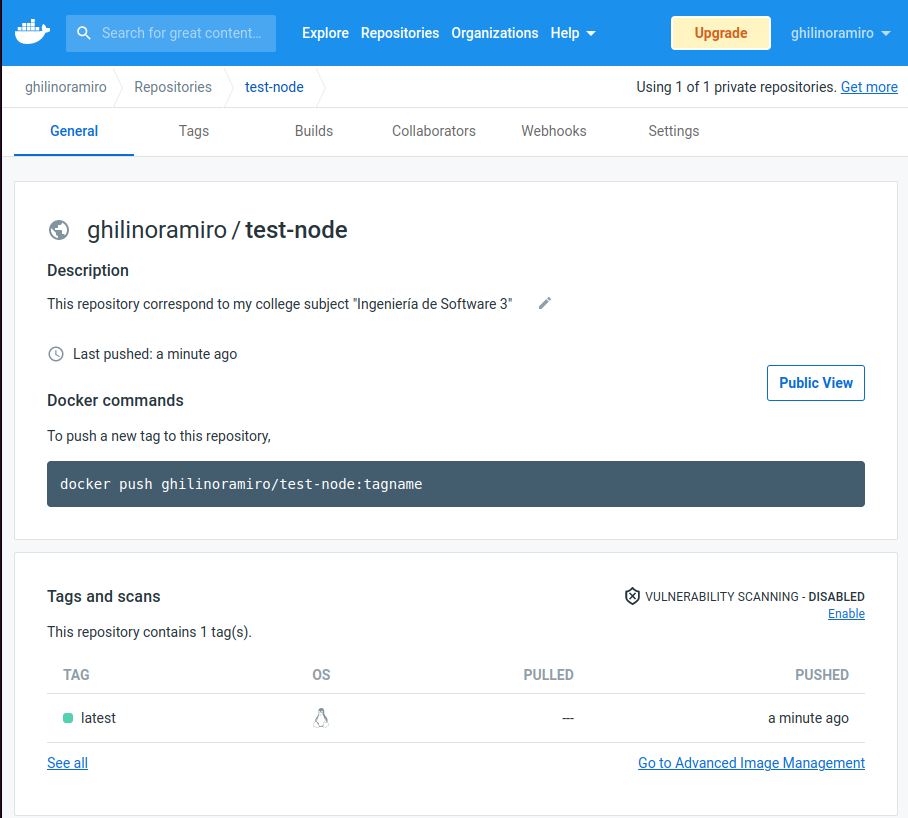 Search for great content... Explore Repositories Organizations Help Upgrade ghilinoramiro
ghilinoramiro Repositories test-node Using 1 of 1 private repositories. Get more
General Tags Builds Collaborators Webhooks Settings
ghilinoramiro / test-node
Description
This repository correspond to my college subject "Ingeniería de Software 3"
Last pushed: a minute ago
Public View
Docker commands
To push a new tag to this repository,
docker push ghilinoramiro/test-node:tagname
Tags and scans VULNERABILITY SCANNING - DISABLED
Enable
This repository contains 1 tag(s).
TAG OS PULLED PUSHED
latest --- a minute ago
See all Go to Advanced Image Management